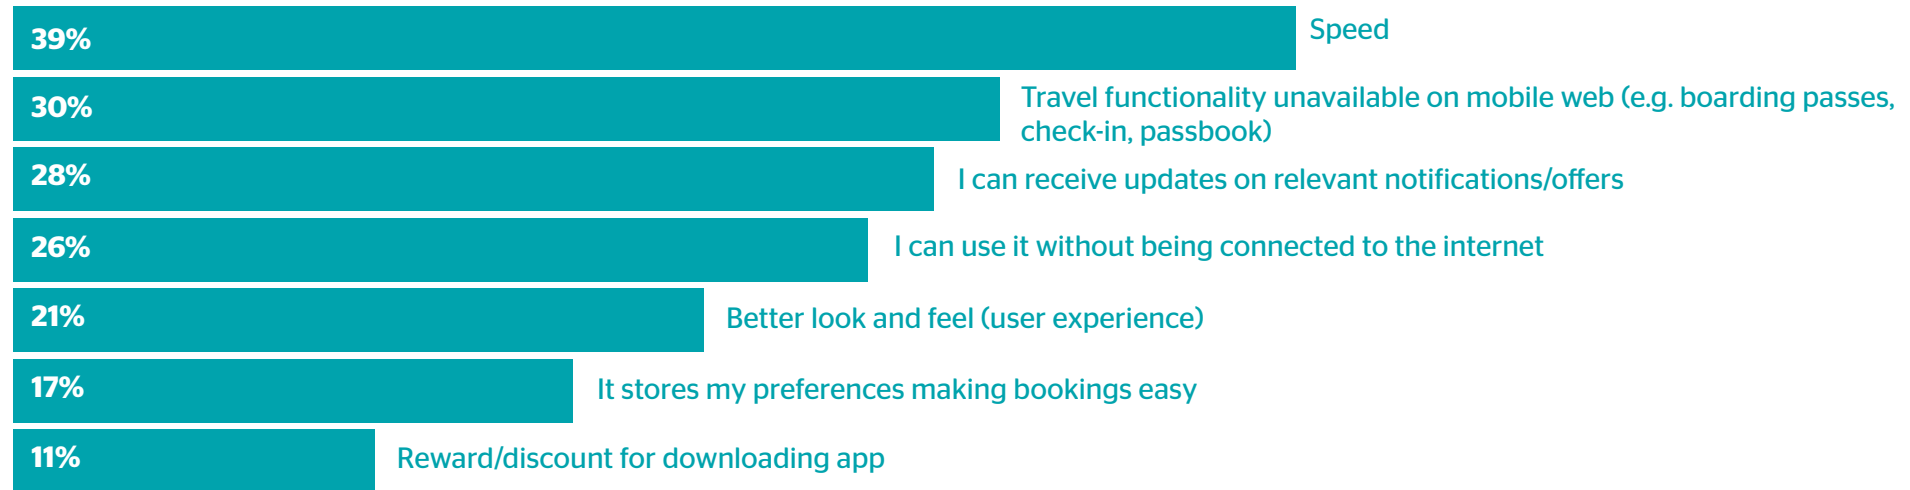 39%
Speed
30%
Travel functionality unavailable on mobile web (e.g. boarding passes,
check-in, passbook)
28%
I can receive updates on relevant notifications/offers
26%
I can use it without being connected to the internet
21%
Better look and feel (user experience)
17%
It stores my preferences making bookings easy
11%
Reward/discount for downloading app